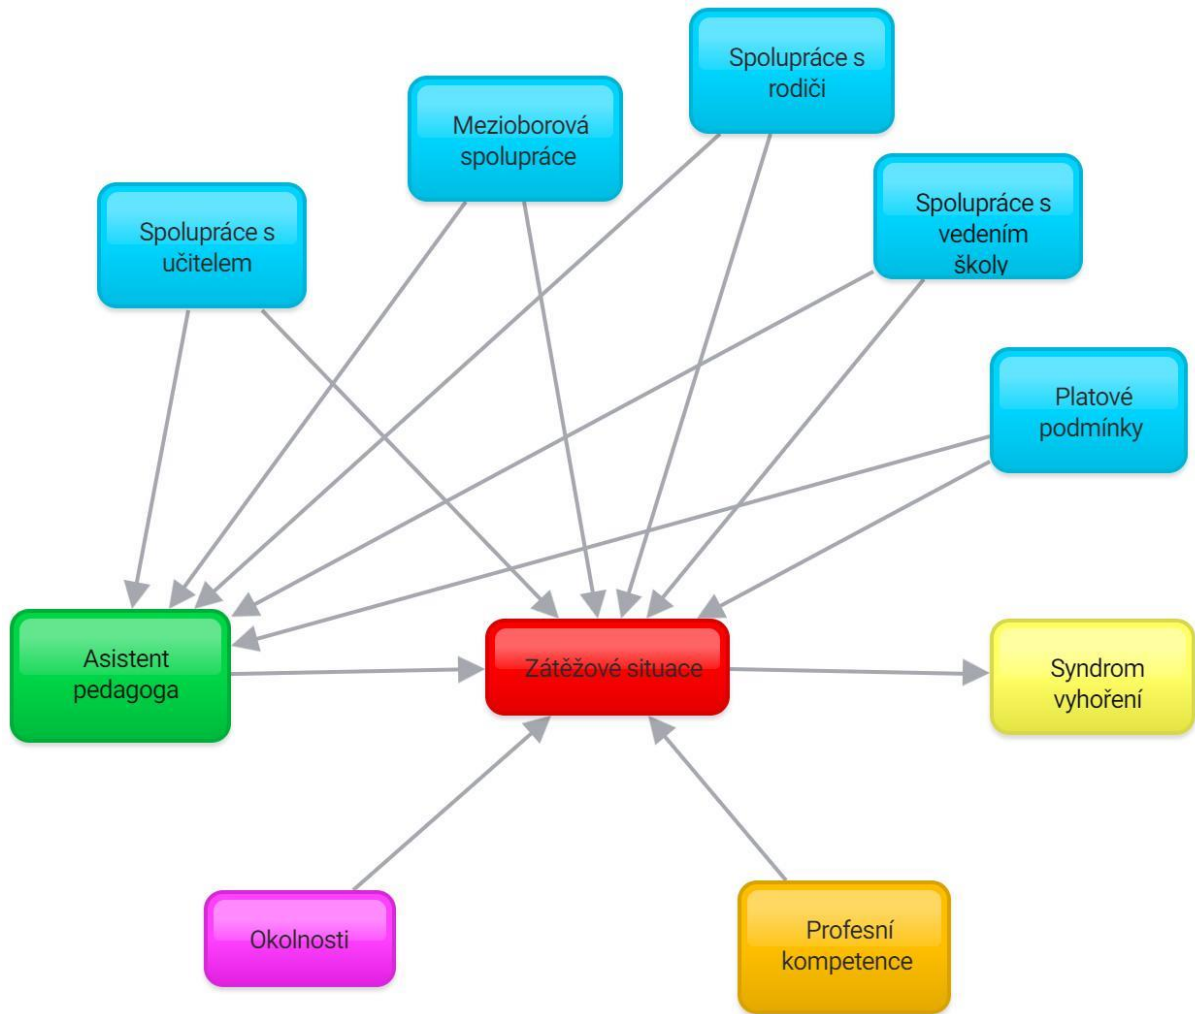 Spolupráce s
rodiči
Mezioborová
spolupráce
Spolupráce s
vedením
školy
Spolupráce s
učitelem
Platové
podmínky
Asistent
pedagoga
Zátěžové situace
Syndrom
vyhoření
Okolnosti
Profesní
kompetence